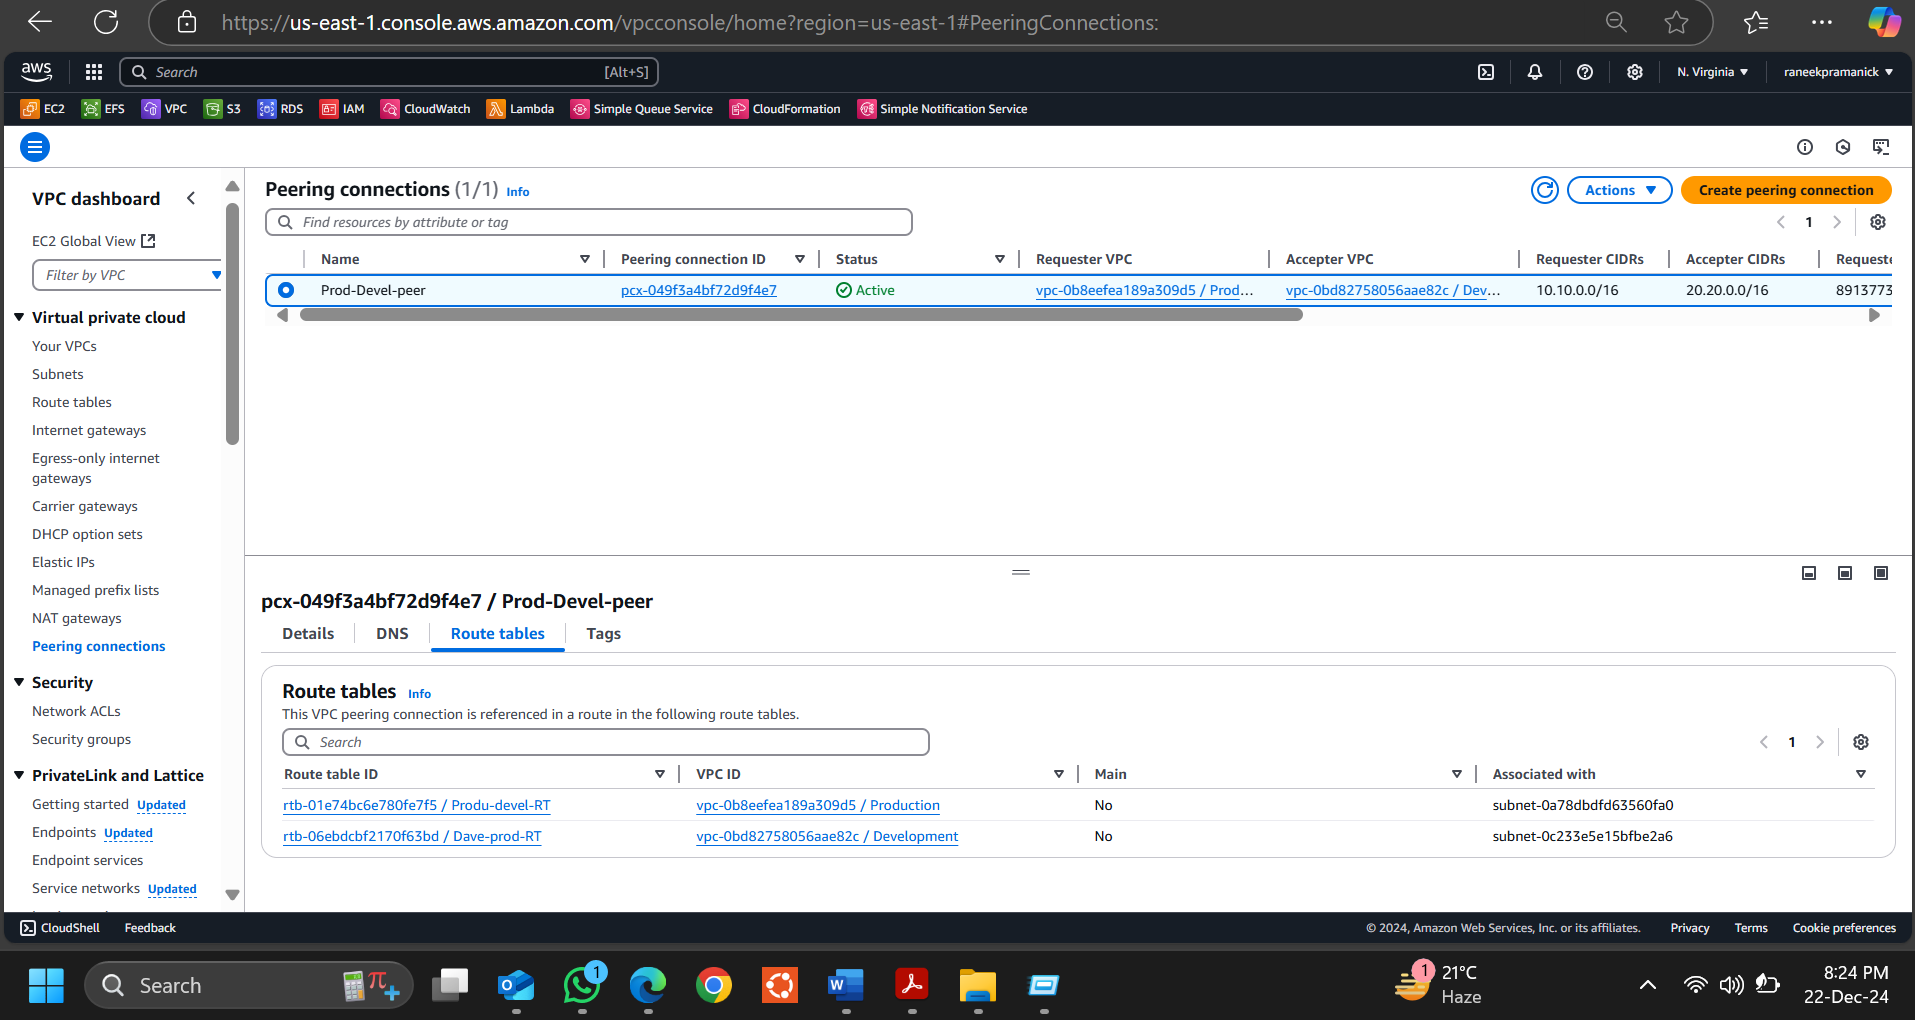 https://us-east-1.console.aws.amazon.com/vpcconsole/home?region=us-east-1#PeeringConnections:
aws Search [Alt+S] N. Virginia raneekpramanick
EC2 EFS VPC S3 RDS IAM CloudWatch Lambda Simple Queue Service CloudFormation Simple Notification Service
VPC dashboard
EC2 Global View
Filter by VPC
Virtual private cloud
Your VPCs
Subnets
Route tables
Internet gateways
Egress-only internet
gateways
Carrier gateways
DHCP option sets
Elastic IPs
Managed prefix lists
NAT gateways
Peering connections
Security
Network ACLs
Security groups
PrivateLink and Lattice
Getting started Updated
Endpoints Updated
Endpoint services
Service networks Updated
Peering connections (1/1) Info
Actions Create peering connection
Find resources by attribute or tag
1
Name Peering connection ID Status Requester VPC Accepter VPC Requester CIDRs Accepter CIDRs Requeste
Prod-Devel-peer pcx-049f3a4bf72d9f4e7 Active vpc-0b8eefea189a309d5 / Prod... vpc-0bd82758056aae82c / Dev... 10.10.0.0/16 20.20.0.0/16 8913773
pcx-049f3a4bf72d9f4e7 / Prod-Devel-peer
Details DNS Route tables Tags
Route tables Info
This VPC peering connection is referenced in a route in the following route tables.
Search
1
Route table ID VPC ID Main Associated with
rtb-01e74bc6e780fe7f5 / Produ-devel-RT vpc-0b8eefea189a309d5 / Production No subnet-0a78dbdfd63560fa0
rtb-06ebdcbf2170f63bd / Dave-prod-RT vpc-0bd82758056aae82c / Development No subnet-0c233e5e15bfbe2a6
CloudShell Feedback © 2024, Amazon Web Services, Inc. or its affiliates. Privacy Terms Cookie preferences
Search
1
1
21°C
Haze
8:24 PM
22-Dec-24